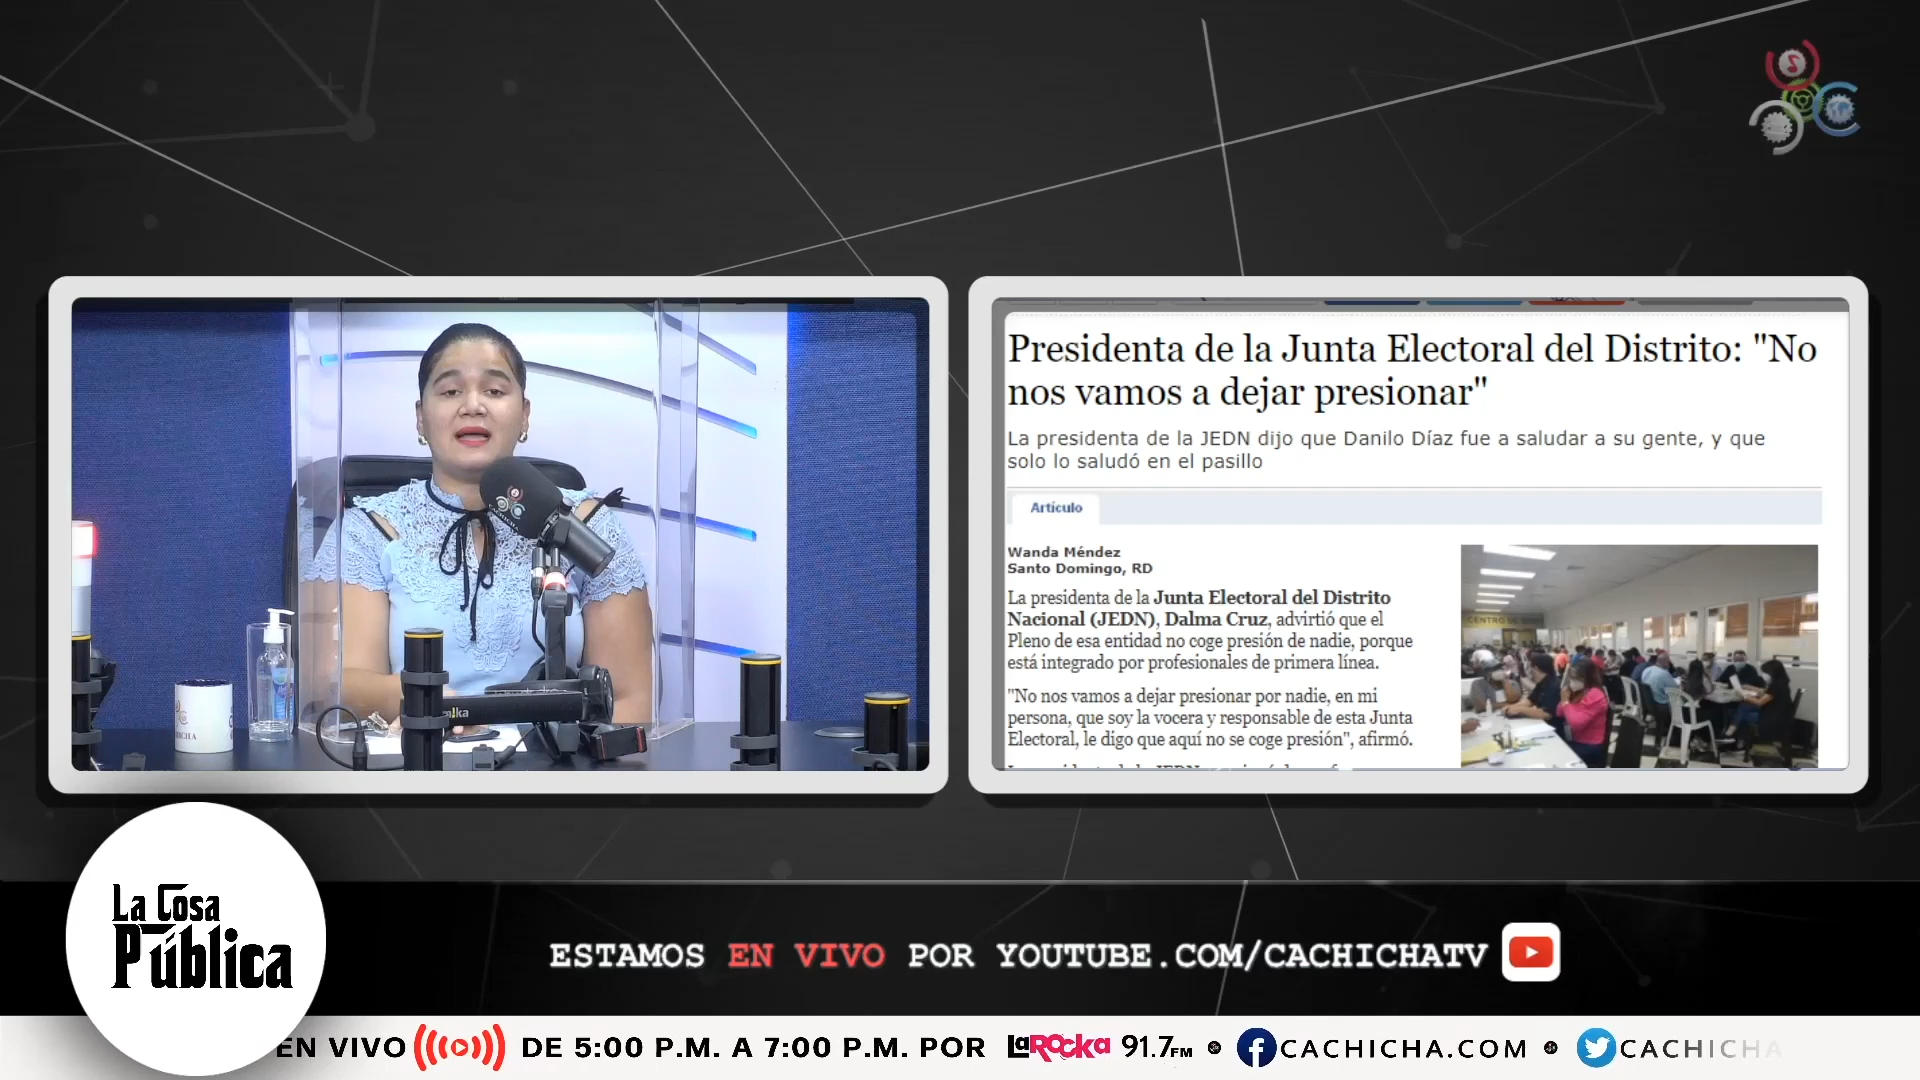 Presidenta de la Junta Electoral del Distrito: "No
nos vamos a dejar presionar"
La presidenta de la JEDN dijo que Danilo Díaz fue a saludar a su gente, y que
solo lo saludó en el pasillo
Artículo
Wanda Méndez
Santo Domingo, RD
La presidenta de la Junta Electoral del Distrito
Nacional (JEDN), Dalma Cruz, advirtió que el
Pleno de esa entidad no coge presión de nadie, porque
está integrado por profesionales de primera línea.
"No nos vamos a dejar presionar por nadie, en mi
persona, que soy la vocera y responsable de esta Junta
Electoral, le digo que aquí no se coge presión", afirmó.
CACHICHA
La Cosa
Pública
ESTAMOS EN VIVO POR YOUTUBE.COM/CACHICHATV
EN VIVO DE 5:00 P.M. A 7:00 P.M. POR LaRocka 91.7FM • CACHICHA.COM • CACHICHA